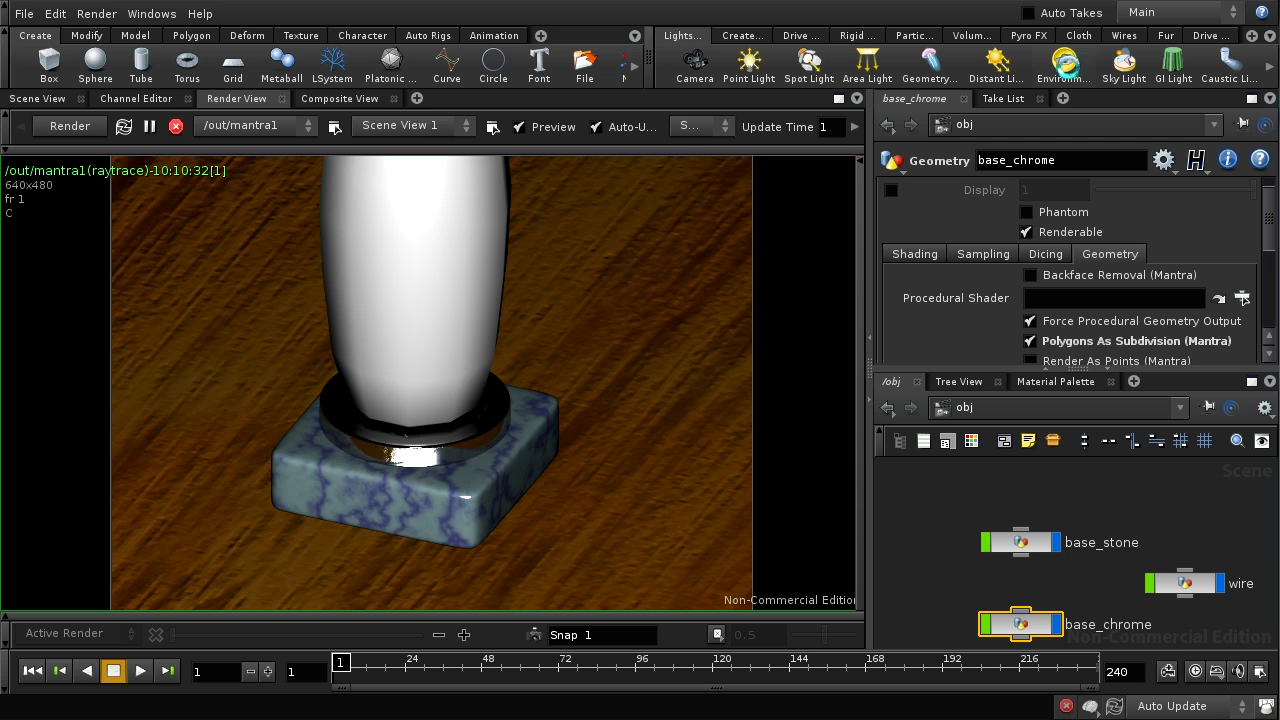 File Edit Render Windows Help
Auto Takes Main
Create Modify Model Polygon Deform Texture Character Auto Rigs Animation
Lights... Create... Drive ... Rigid ... Partic... Volum... Pyro FX Cloth Wires Fur Drive ...
Box Sphere Tube Torus Grid Metaball LSystem Platonic ... Curve Circle Font File
Camera Point Light Spot Light Area Light Geometry... Distant Li... Environm... Sky Light GI Light Caustic Li...
Scene View Channel Editor Render View Composite View
base_chrome Take List
Render /out/mantra1 Scene View 1 Preview Auto-U... S... Update Time 1
obj
Geometry base_chrome
/out/mantra1(raytrace)-10:10:32[1]
640x480
fr 1
C
Display 1
Phantom
Renderable
Shading Sampling Dicing Geometry
Backface Removal (Mantra)
Procedural Shader
Force Procedural Geometry Output
Polygons As Subdivision (Mantra)
Render As Points (Mantra)
/obj Tree View Material Palette
obj
Scene
base_stone
wire
base_chrome
Non-Commercial Edition
Non-Commercial Editio
Active Render Snap 1 0.5
1 1 1 24 48 72 96 120 144 168 192 216 240
Auto Update